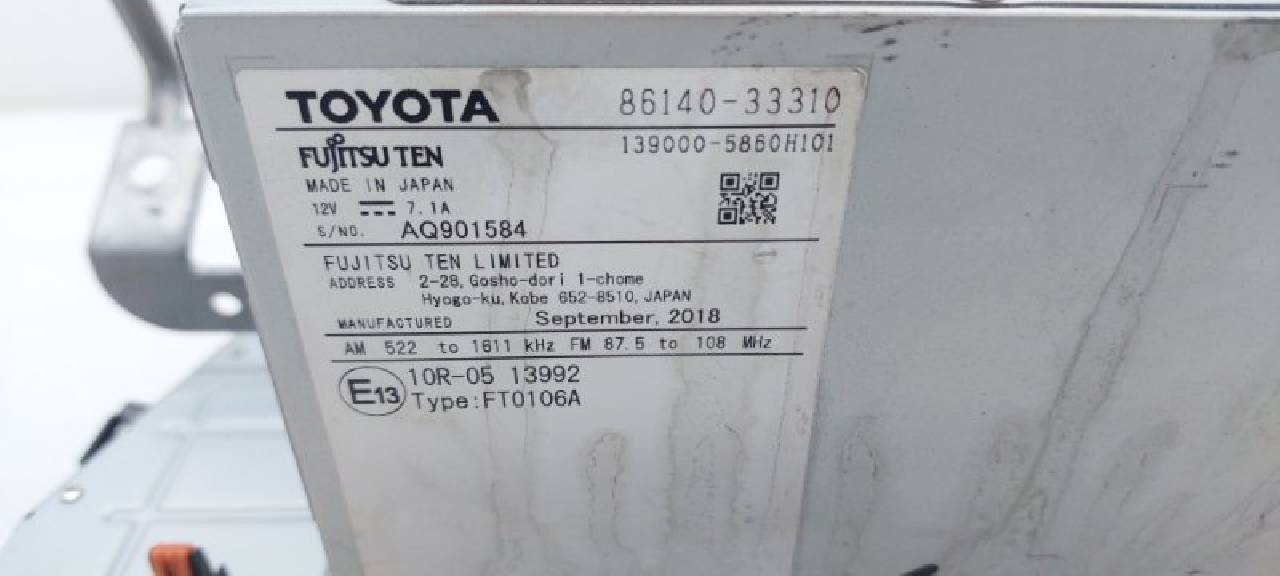 TOYOTA 86140-33310
FUJITSU TEN 139000-5860H101
MADE IN JAPAN
12V 7.1A
S/NO. AQ901584
FUJITSU TEN LIMITED
ADDRESS 2-28, Gosho-dori 1-chome
Hyogo-ku, Kobe 652-8510, JAPAN
MANUFACTURED September, 2018
AM 522 to 1611 kHz FM 87.5 to 108 MHz
E13 10R-05 13992
Type:FT0106A